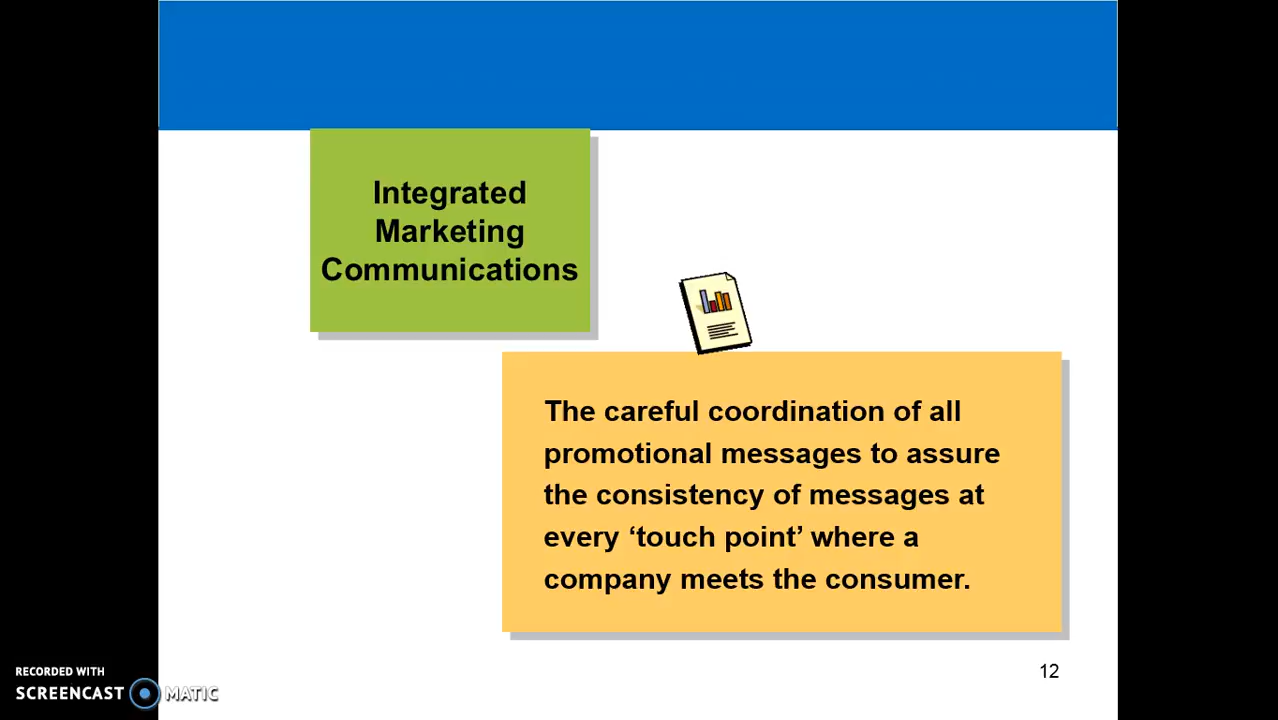 Integrated
Marketing
Communications
The careful coordination of all
promotional messages to assure
the consistency of messages at
every ‘touch point’ where a
company meets the consumer.
12
RECORDED WITH
SCREENCAST MATIC